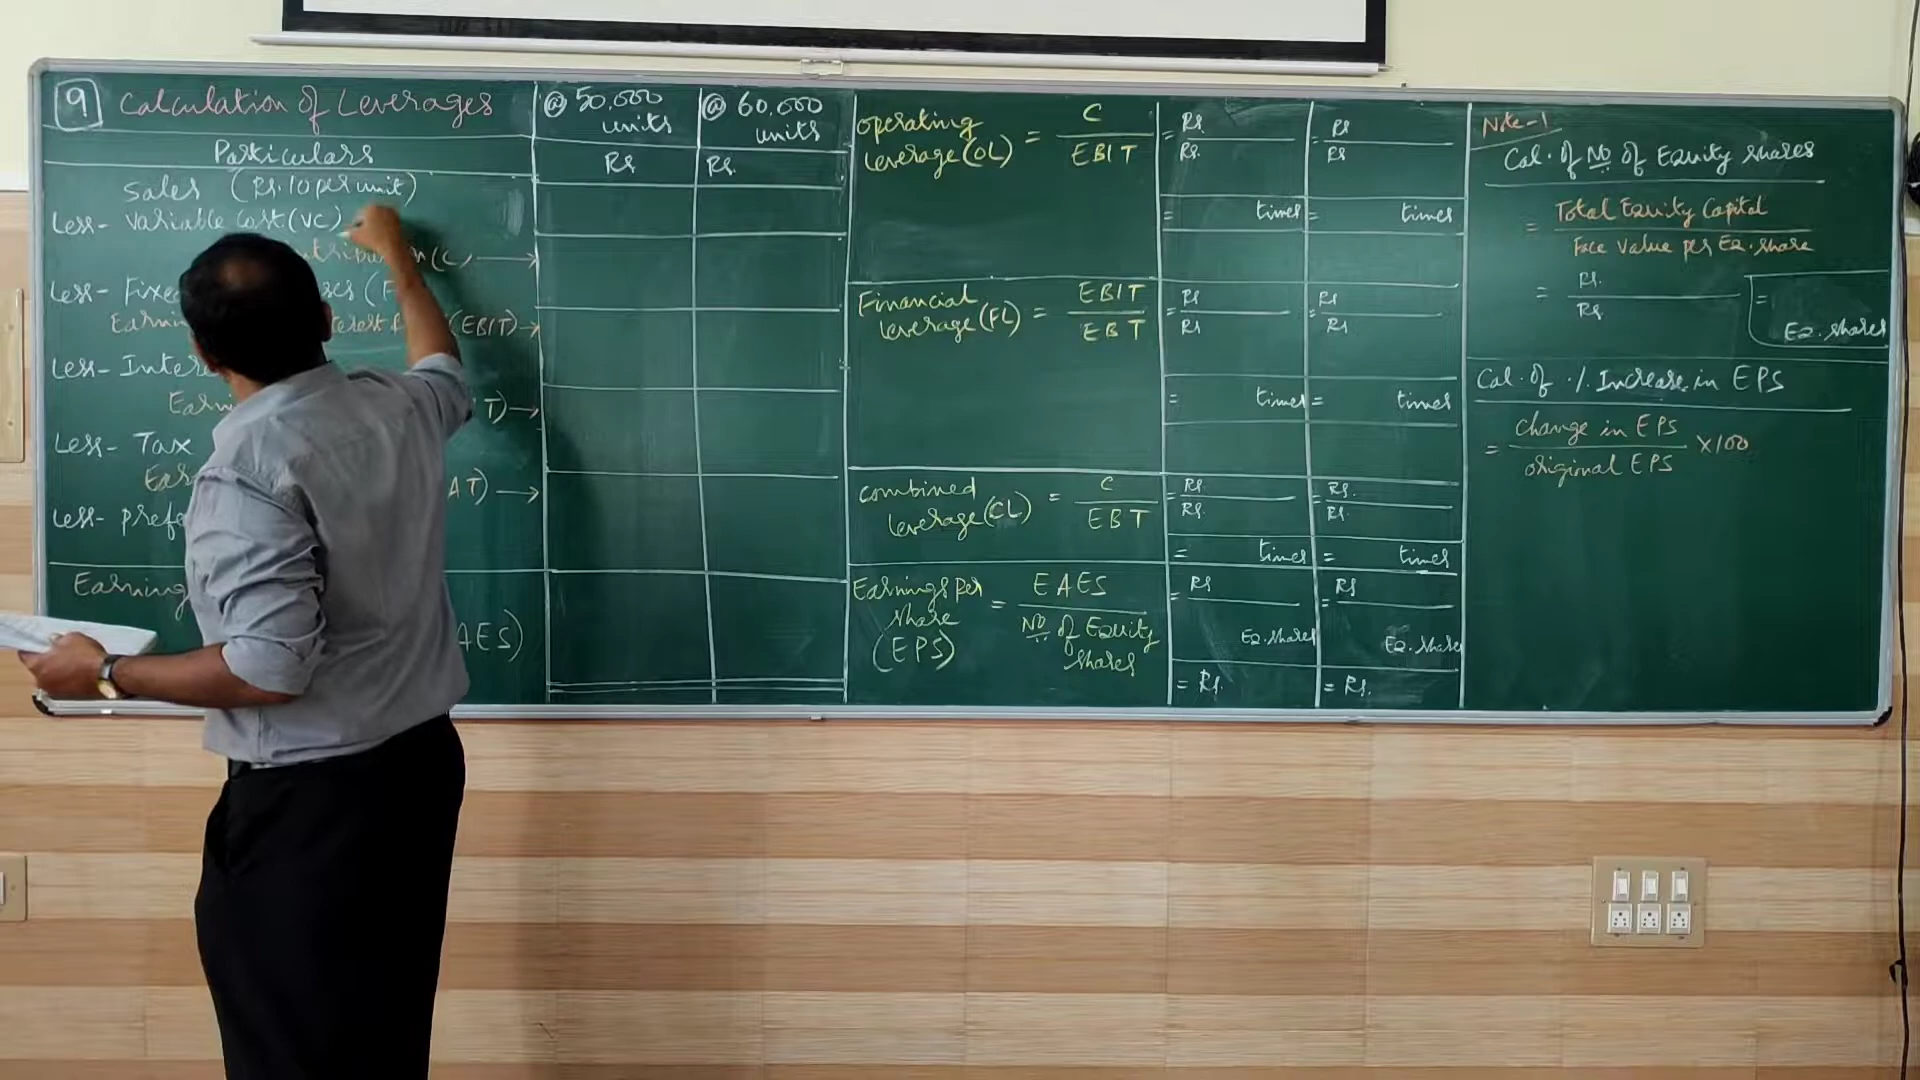 9 Calculation of Leverages
@ 50,000 units
@ 60,000 units
Particulars
Rs
Rs.
Sales (Rs. 10 per unit)
Less- Variable Cost (VC)
(C)
Less-
(EBIT)
Less-
Less- Tax
AT)
Less-
Earning
AES)
operating leverage (OL) = C / EBIT
= Rs. / Rs.
= Rs / Rs
= times
= times
Financial leverage (FL) = EBIT / EBT
= Rs / Rs
= Rs / Rs
= times
= times
combined leverage (CL) = C / EBT
= Rs. / Rs.
= Rs. / Rs.
= times
= times
Earnings per share (EPS) = EAES / No of Equity shares
= Rs / Eq. shares
= Rs / Eq. shares
= Rs.
= Rs.
Note-1
Cal. of No of Equity shares
= Total Equity Capital / Face value per Eq. share
= Rs. / Rs.
= Eq. shares
Cal. of % Increase in EPS
= change in EPS / original EPS ×100